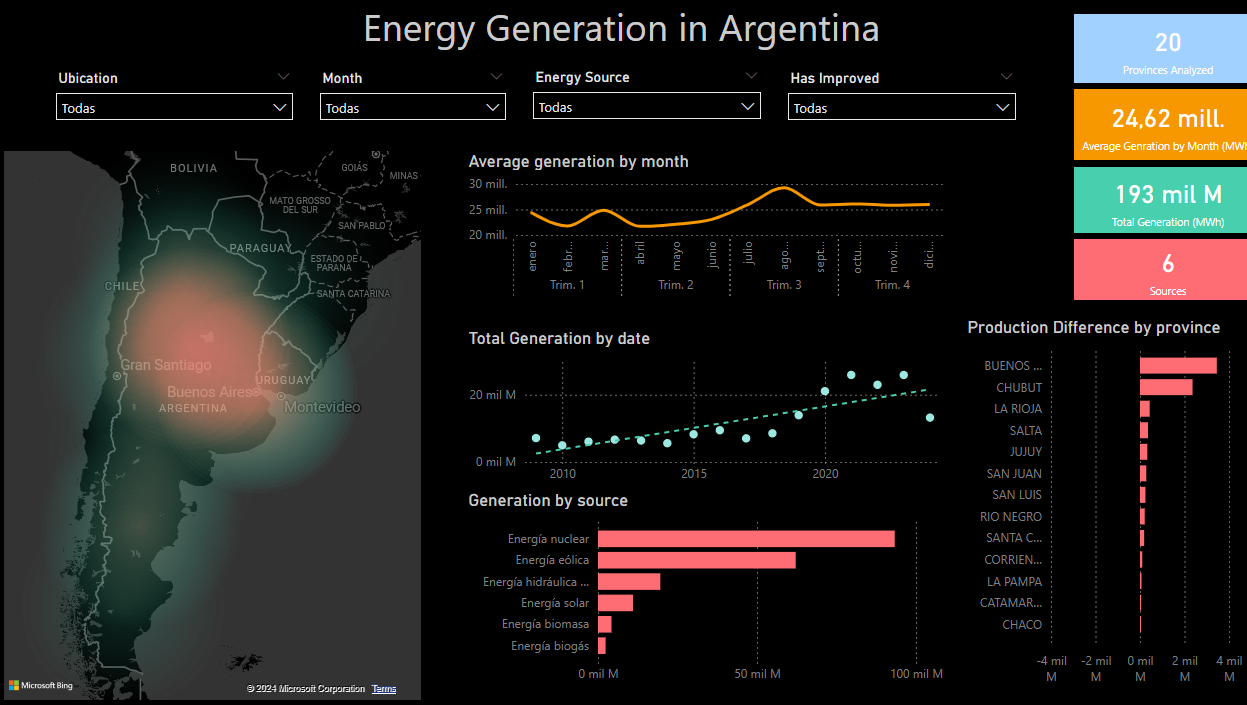 Energy Generation in Argentina
Ubication
Todas
Month
Todas
Energy Source
Todas
Has Improved
Todas
20
Provinces Analyzed
24,62 mill.
Average Genration by Month (MWh
193 mil M
Total Generation (MWh)
6
Sources
BOLIVIA
GOIÁS
MINAS
MATO GROSSO
DEL SUR
SAN PABLO
PARAGUAY
ESTADO DE
PARANA
CHILE
SANTA CATARINA
Gran Santiago
URUGUAY
Buenos Aires
ARGENTINA
Montevideo
Microsoft Bing
© 2024 Microsoft Corporation Terms
Average generation by month
30 mill.
25 mill.
20 mill.
enero
febr...
mar...
abril
mayo
junio
julio
ago...
sept...
octu...
novi...
dici...
Trim. 1
Trim. 2
Trim. 3
Trim. 4
Total Generation by date
20 mil M
0 mil M
2010
2015
2020
Generation by source
Energía nuclear
Energía eólica
Energía hidráulica ...
Energía solar
Energía biomasa
Energía biogás
0 mil M
50 mil M
100 mil M
Production Difference by province
BUENOS ...
CHUBUT
LA RIOJA
SALTA
JUJUY
SAN JUAN
SAN LUIS
RIO NEGRO
SANTA C...
CORRIEN...
LA PAMPA
CATAMAR...
CHACO
-4 mil
M
-2 mil
M
0 mil
M
2 mil
M
4 mil
M